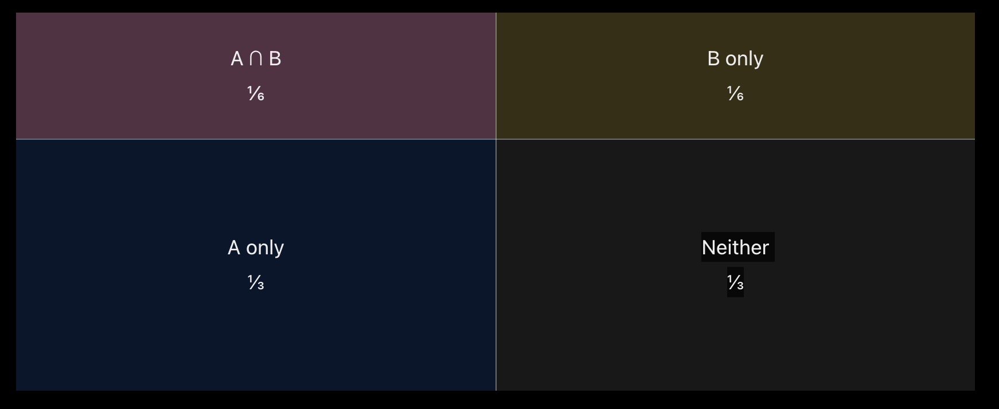 A ∩ B
⅙
B only
⅙
A only
⅓
Neither
⅓